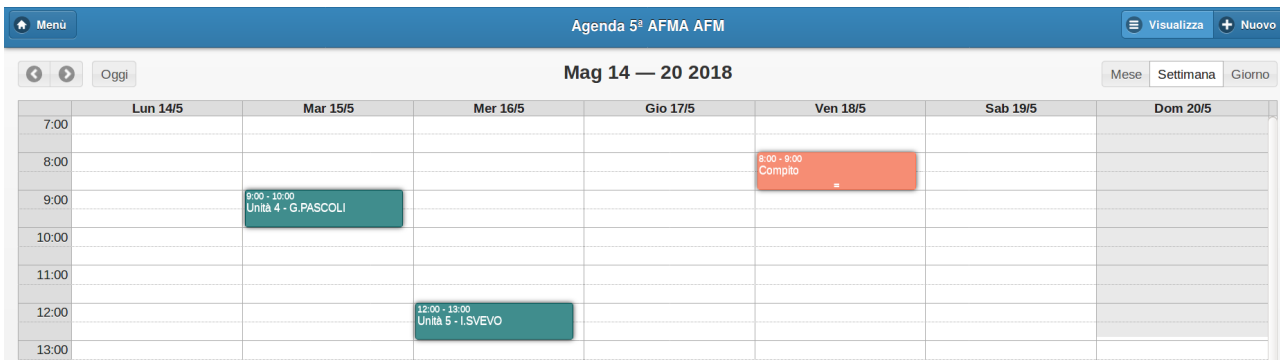 Menù
Agenda 5ª AFMA AFM
Visualizza
Nuovo
Oggi
Mag 14 — 20 2018
Mese
Settimana
Giorno
Lun 14/5
Mar 15/5
Mer 16/5
Gio 17/5
Ven 18/5
Sab 19/5
Dom 20/5
7:00
8:00
8:00 - 9:00
Compito
9:00
9:00 - 10:00
Unità 4 - G.PASCOLI
10:00
11:00
12:00
12:00 - 13:00
Unità 5 - I.SVEVO
13:00